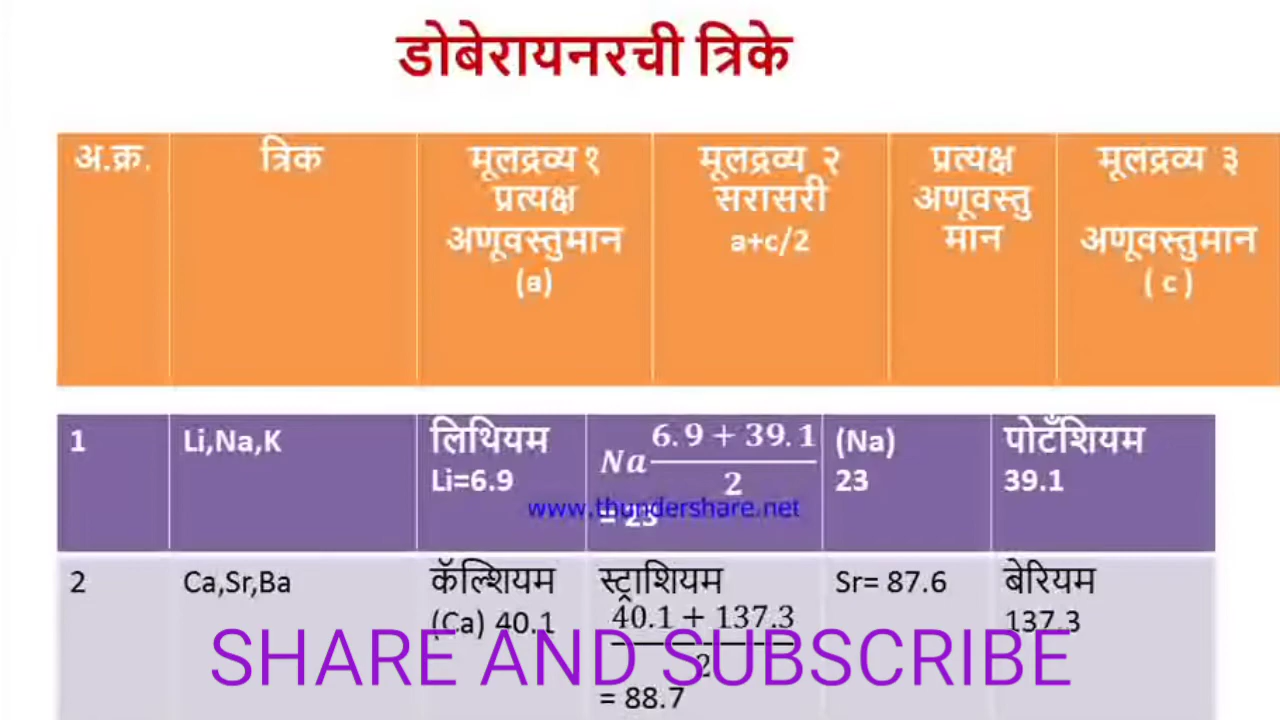 डोबेरायनरची त्रिके
अ.क्र.
त्रिक
मूलद्रव्य १
प्रत्यक्ष
अणूवस्तुमान
(a)
मूलद्रव्य २
सरासरी
a+c/2
प्रत्यक्ष
अणूवस्तु
मान
मूलद्रव्य ३
अणूवस्तुमान
( c )
1
Li,Na,K
लिथियम
Li=6.9
Na 6.9 + 39.1
2
= 23
(Na)
23
पोटॅंशियम
39.1
www.thundershare.net
2
Ca,Sr,Ba
कॅल्शियम
(Ca) 40.1
स्ट्राशियम
40.1 + 137.3
2
= 88.7
Sr= 87.6
बेरियम
137.3
SHARE AND SUBSCRIBE